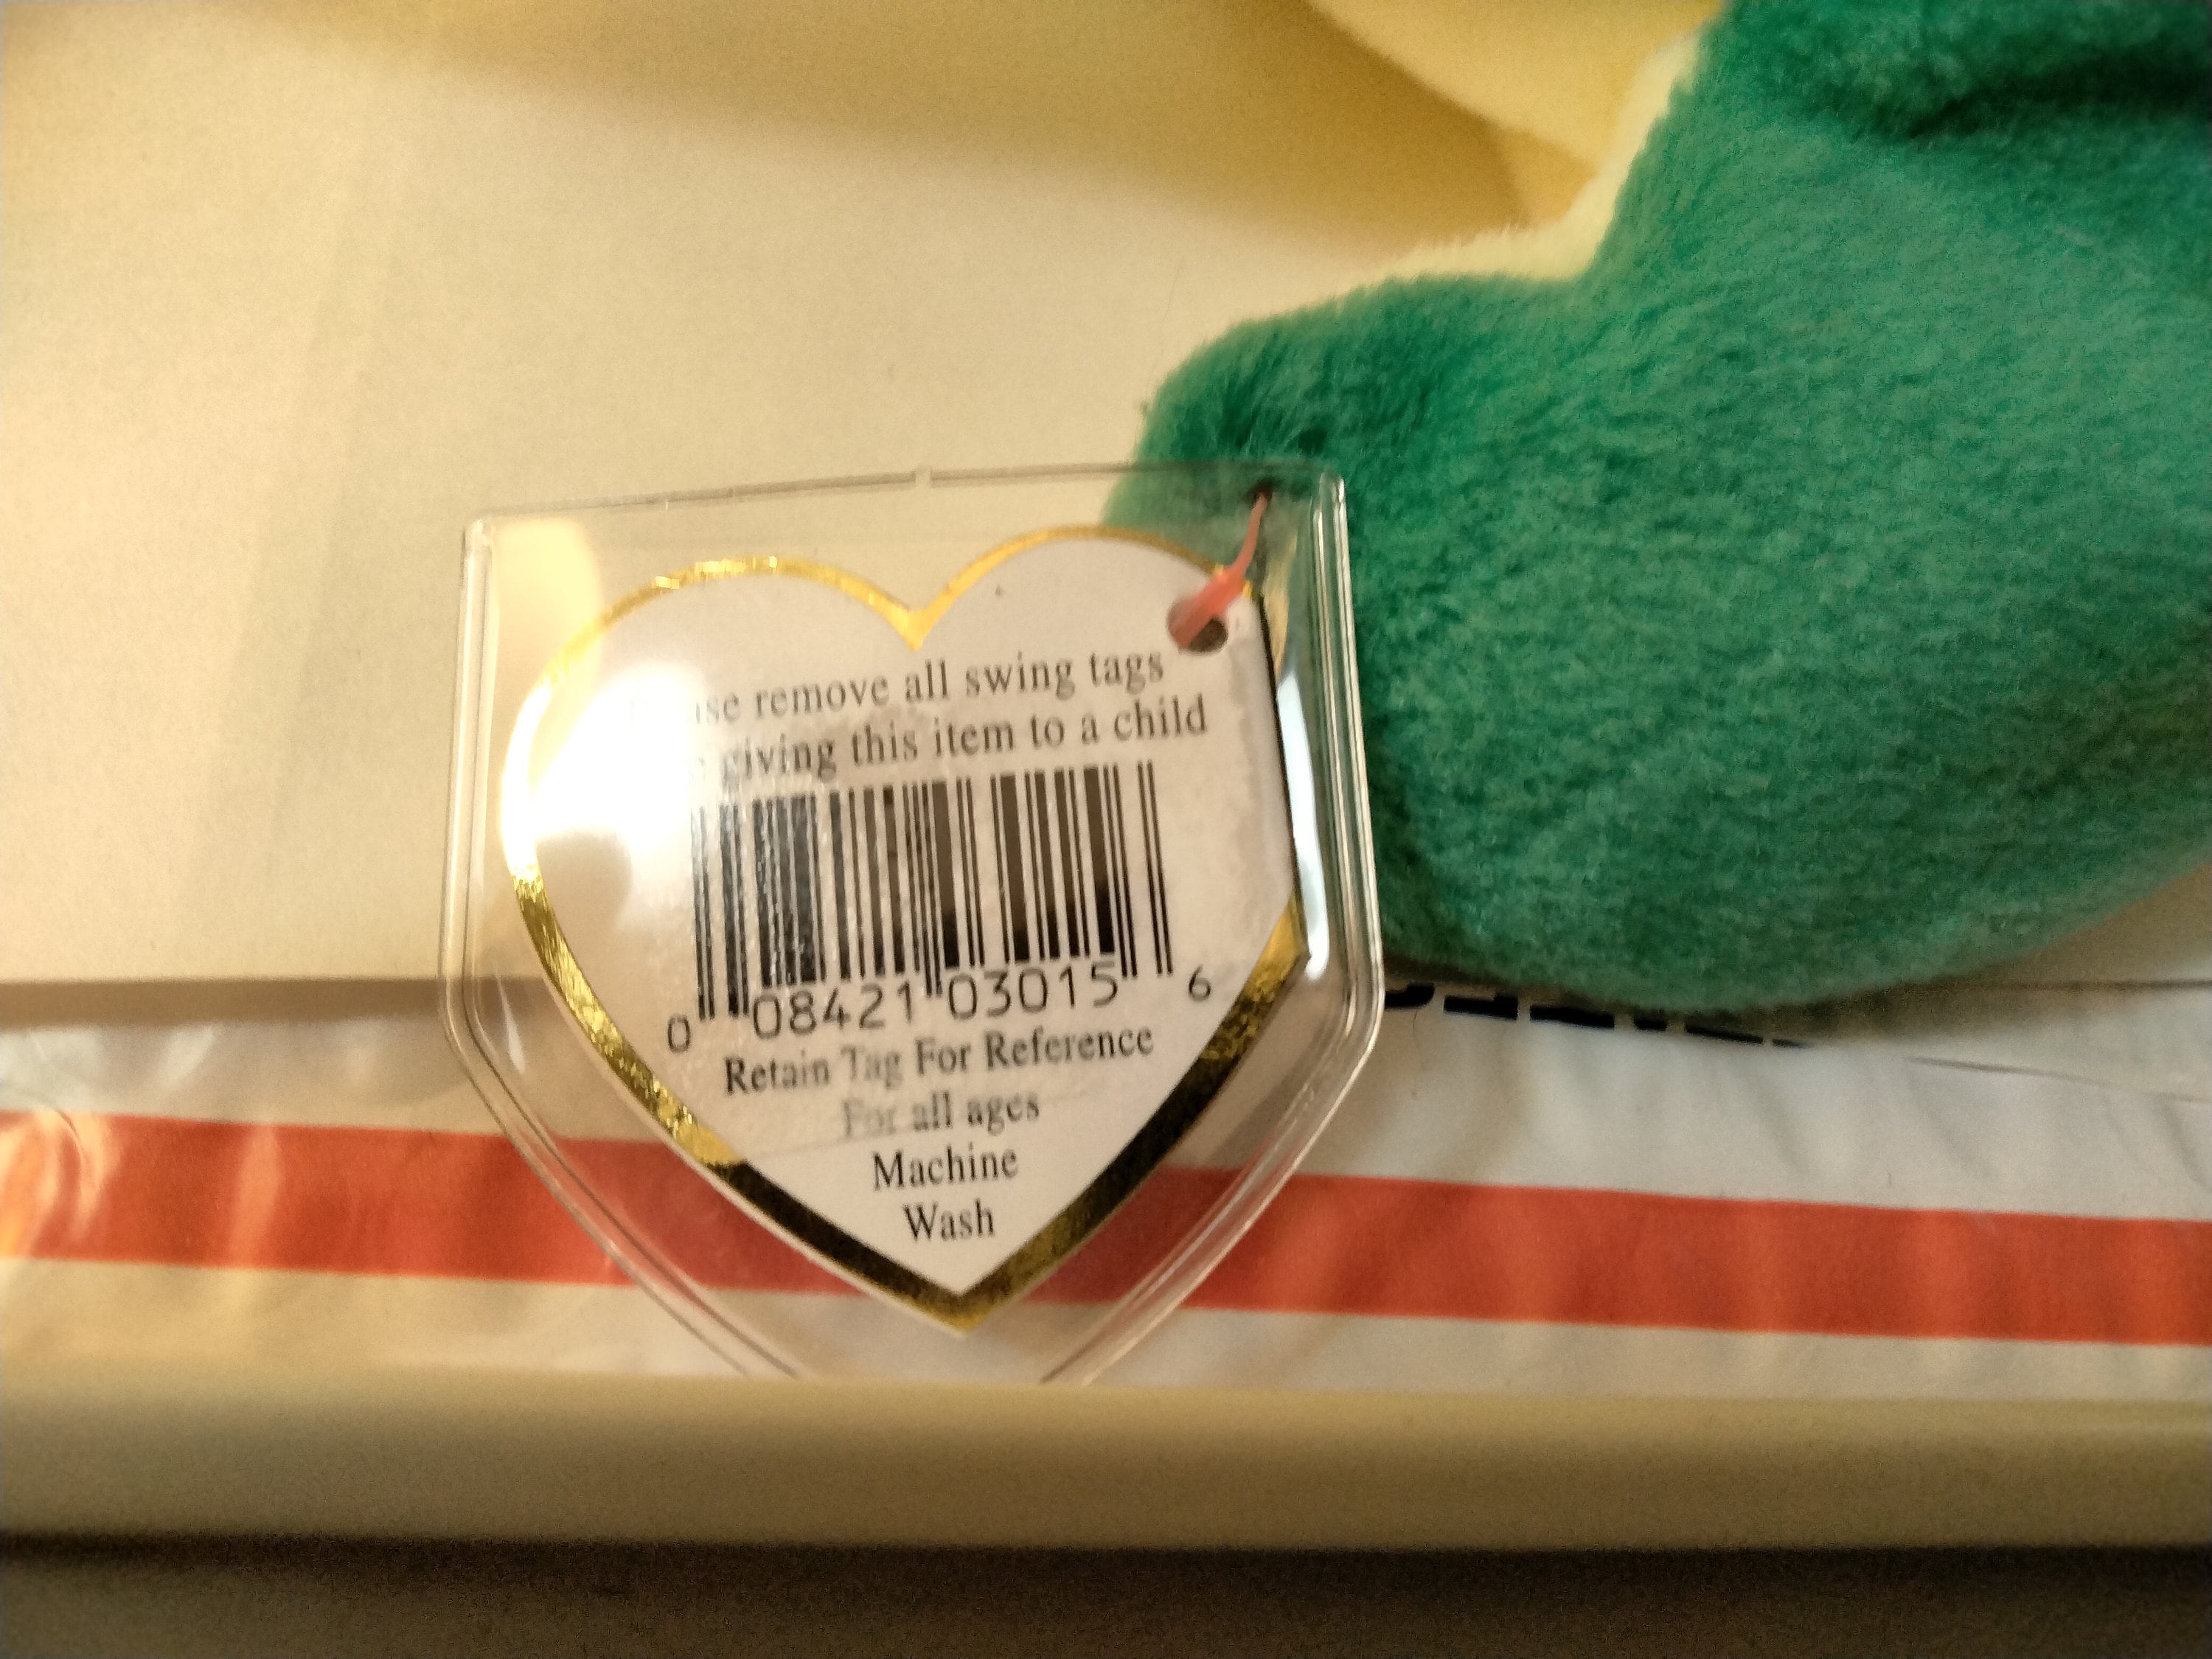 remove all swing tags
giving this item to a child
0 08421 03015 6
Retain Tag For Reference
For all ages
Machine
Wash